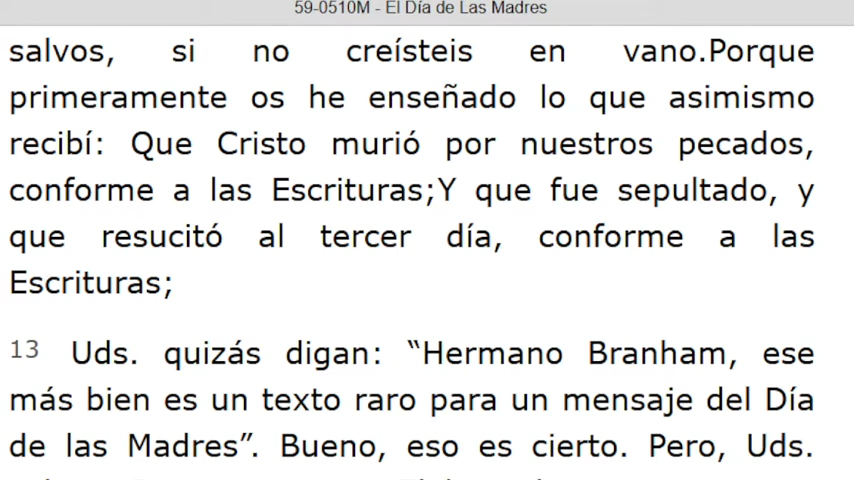 59-0510M - El Día de Las Madres
salvos, si no creísteis en vano.Porque
primeramente os he enseñado lo que asimismo
recibí: Que Cristo murió por nuestros pecados,
conforme a las Escrituras;Y que fue sepultado, y
que resucitó al tercer día, conforme a las
Escrituras;
13 Uds. quizás digan: “Hermano Branham, ese
más bien es un texto raro para un mensaje del Día
de las Madres”. Bueno, eso es cierto. Pero, Uds.